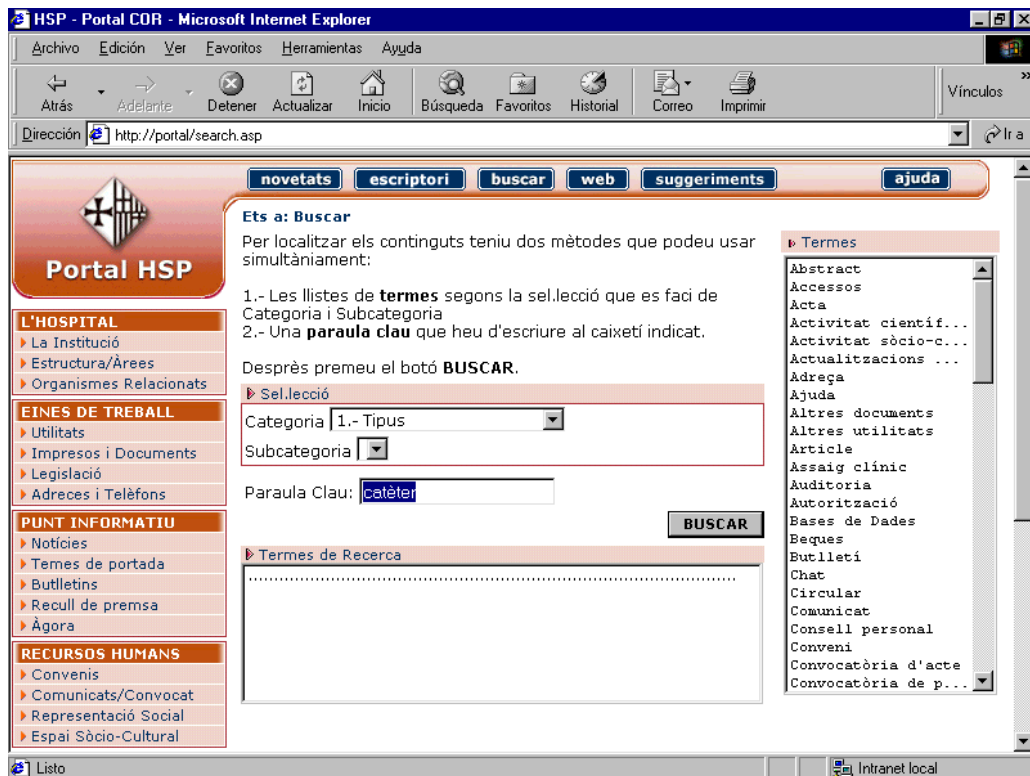 HSP - Portal COR - Microsoft Internet Explorer
Archivo Edición Ver Favoritos Herramientas Ayuda
Atrás Adelante Detener Actualizar Inicio Búsqueda Favoritos Historial Correo Imprimir Vínculos »
Dirección http://portal/search.asp Ir a
novetats escriptori buscar web suggeriments ajuda
Portal HSP
L'HOSPITAL
La Institució
Estructura/Àrees
Organismes Relacionats
EINES DE TREBALL
Utilitats
Impresos i Documents
Legislació
Adreces i Telèfons
PUNT INFORMATIU
Notícies
Temes de portada
Butlletins
Recull de premsa
Àgora
RECURSOS HUMANS
Convenis
Comunicats/Convocat
Representació Social
Espai Sòcio-Cultural
Ets a: Buscar
Per localitzar els continguts teniu dos mètodes que podeu usar
simultàniament:
1.- Les llistes de termes segons la sel.lecció que es faci de
Categoria i Subcategoria
2.- Una paraula clau que heu d'escriure al caixetí indicat.
Desprès premeu el botó BUSCAR.
Sel.lecció
Categoria 1.- Tipus
Subcategoria
Paraula Clau: catèter
BUSCAR
Termes de Recerca
Termes
Abstract
Accessos
Acta
Activitat científ...
Activitat sòcio-c...
Actualitzacions ...
Adreça
Ajuda
Altres documents
Altres utilitats
Article
Assaig clínic
Auditoria
Autorització
Bases de Dades
Beques
Butlletí
Chat
Circular
Comunicat
Consell personal
Conveni
Convocatòria d'acte
Convocatòria de p...
Listo Intranet local